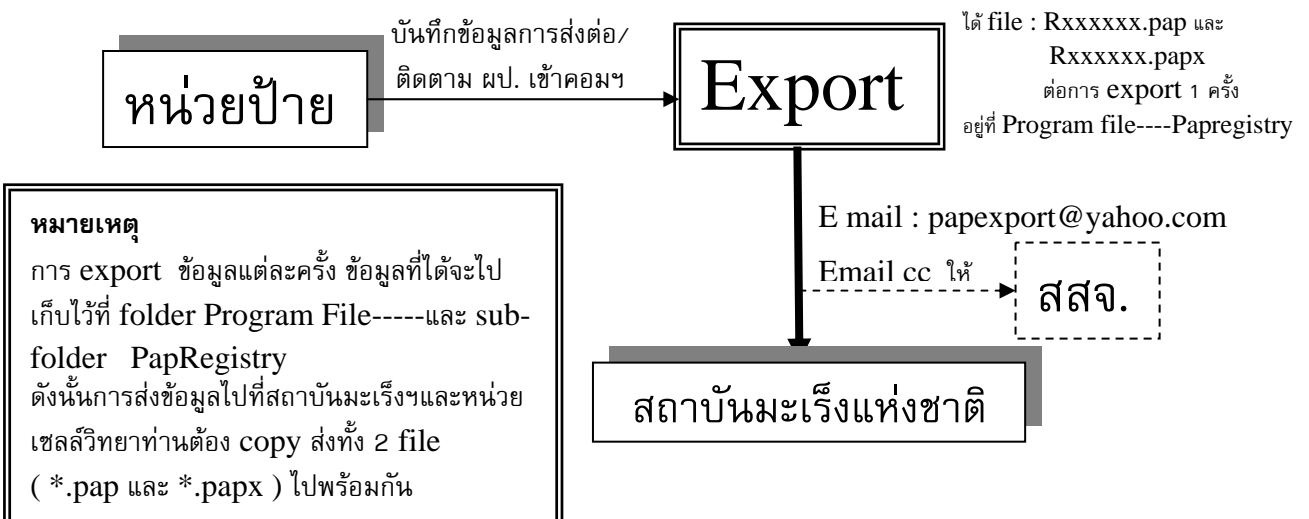 หน่วยป้าย
บันทึกข้อมูลการส่งต่อ/
ติดตาม ผป. เข้าคอมฯ
Export
ได้ file : Rxxxxxx.pap และ
Rxxxxxx.papx
ต่อการ export 1 ครั้ง
อยู่ที่ Program file----Papregistry
E mail : papexport@yahoo.com
Email cc ให้
สสจ.
สถาบันมะเร็งแห่งชาติ
หมายเหตุ
การ export ข้อมูลแต่ละครั้ง ข้อมูลที่ได้จะไป
เก็บไว้ที่ folder Program File-----และ sub-
folder PapRegistry
ดังนั้นการส่งข้อมูลไปที่สถาบันมะเร็งฯและหน่วย
เซลล์วิทยาท่านต้อง copy ส่งทั้ง 2 file
( *.pap และ *.papx ) ไปพร้อมกัน